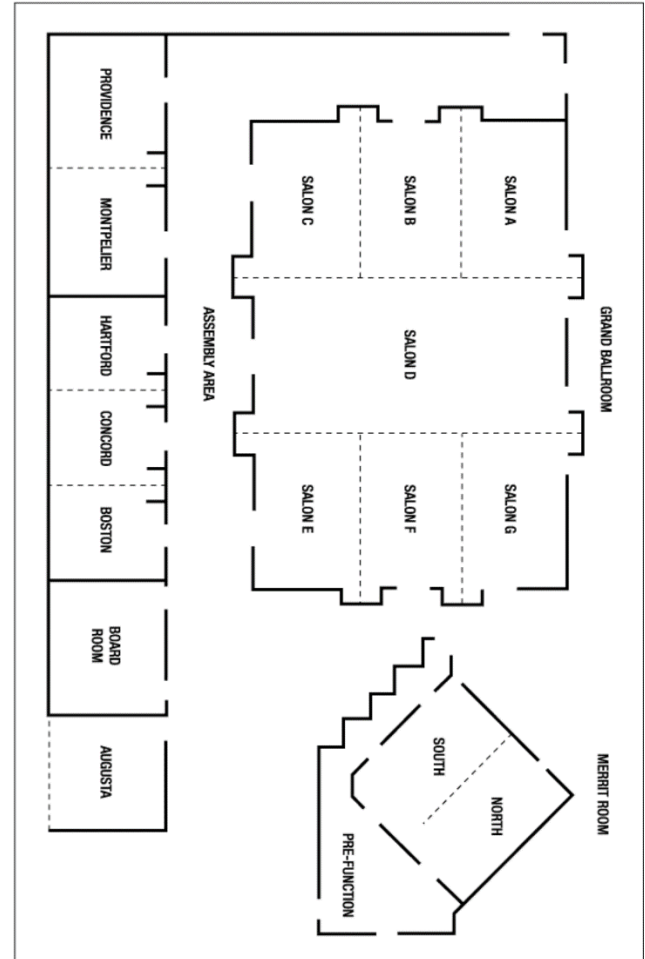 GRAND BALLROOM
MERRIT ROOM
SALON A
SALON G
NORTH
SALON B
SALON D
SALON F
SOUTH
SALON C
SALON E
PRE-FUNCTION
ASSEMBLY AREA
PROVIDENCE
MONTPELIER
HARTFORD
CONCORD
BOSTON
BOARD
ROOM
AUGUSTA